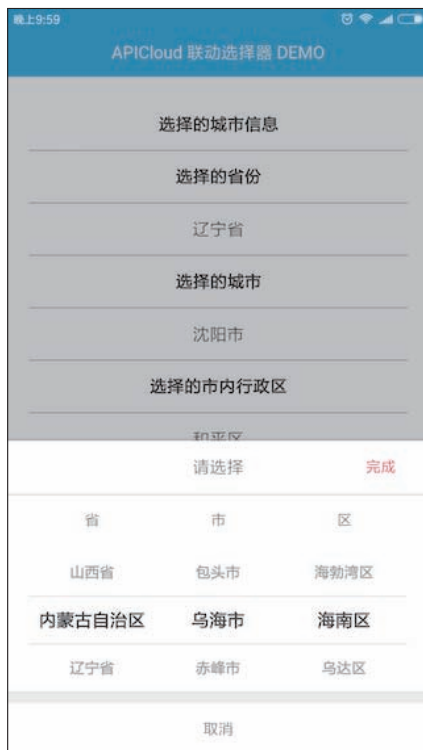 晚上9:59
APICloud 联动选择器 DEMO
选择的城市信息
选择的省份
辽宁省
选择的城市
沈阳市
选择的市内行政区
和平区
请选择 完成
省 市 区
山西省 包头市 海勃湾区
内蒙古自治区 乌海市 海南区
辽宁省 赤峰市 乌达区
取消